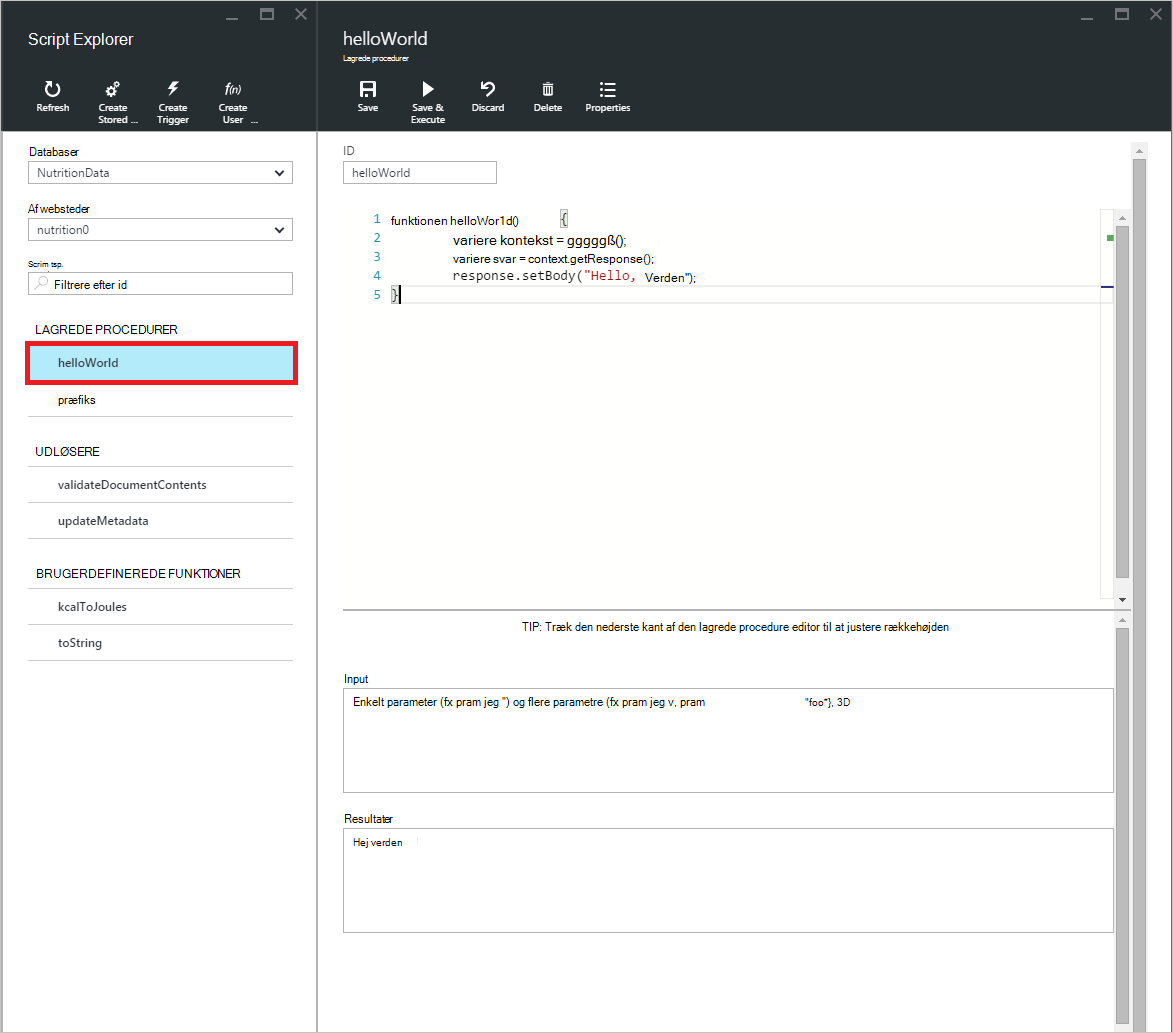 Script Explorer
Refresh
Create
Stored ...
Create
Trigger
f(n)
Create
User ...
Databaser
NutritionData
Af websteder
nutrition0
Scrim tsp.
Filtrere efter id
LAGREDE PROCEDURER
helloWorld
præfiks
UDLØSERE
validateDocumentContents
updateMetadata
BRUGERDEFINEREDE FUNKTIONER
kcalToJoules
toString
helloWorld
Lagrede procedurer
Save
Save &
Execute
Discard
Delete
Properties
ID
helloWorld
1 funktionen helloWor1d() {
2 variere kontekst = gggggß();
3 variere svar = context.getResponse();
4 response.setBody("Hello, Verden");
5 }
TIP: Træk den nederste kant af den lagrede procedure editor til at justere rækkehøjden
Input
Enkelt parameter (fx pram jeg ") og flere parametre (fx pram jeg v, pram "foo*}, 3D
Resultater
Hej verden